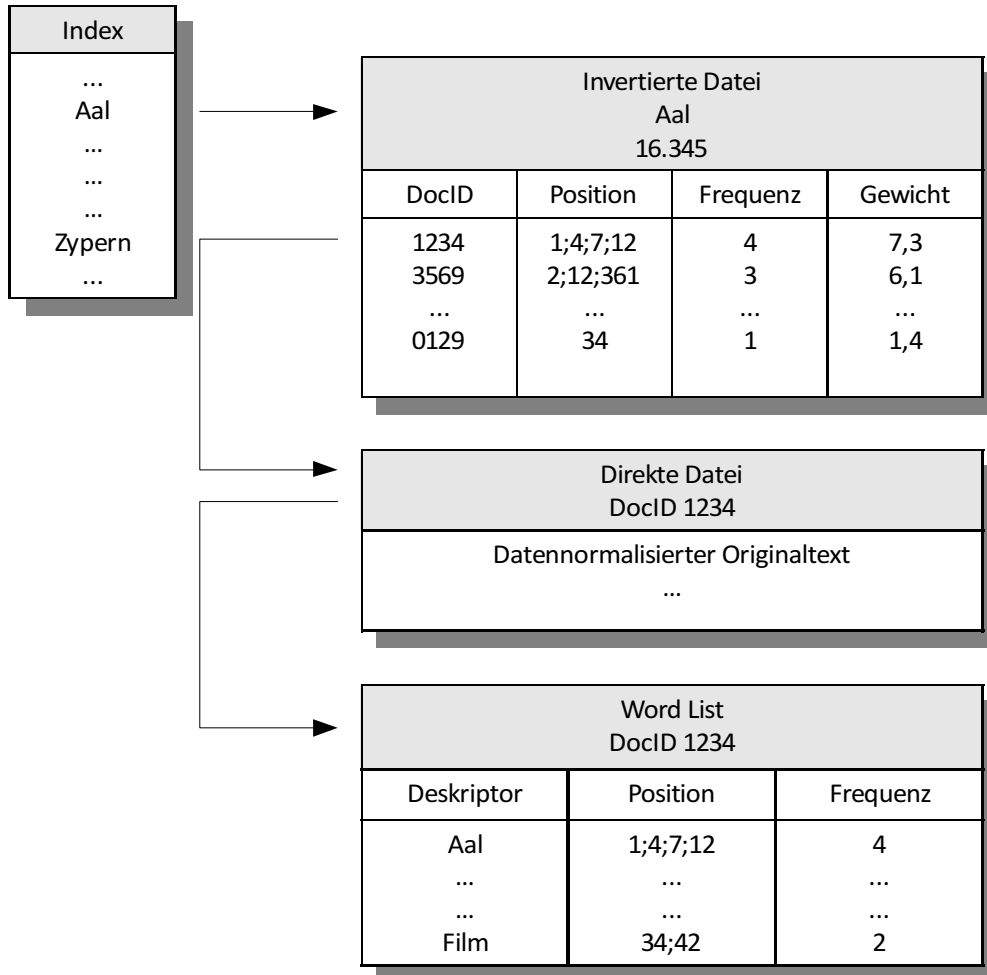 Index
...
Aal
...
...
...
Zypern
...
Invertierte Datei
Aal
16.345
DocID Position Frequenz Gewicht
1234 1;4;7;12 4 7,3
3569 2;12;361 3 6,1
... ... ... ...
0129 34 1 1,4
Direkte Datei
DocID 1234
Datennormalisierter Originaltext
...
Word List
DocID 1234
Deskriptor Position Frequenz
Aal 1;4;7;12 4
... ... ...
... ... ...
Film 34;42 2